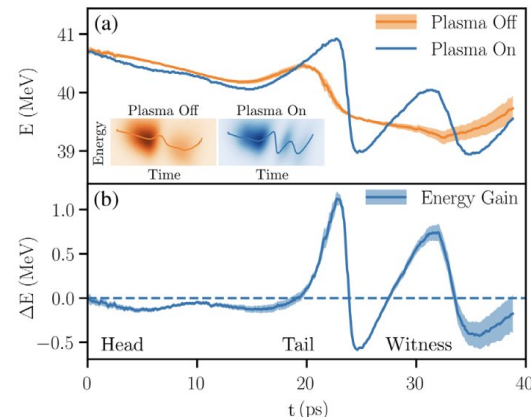 (a)
Plasma Off
Plasma On
41
40
39
E (MeV)
Plasma Off
Plasma On
Energy
Time
Time
(b)
Energy Gain
1.0
0.5
0.0
−0.5
ΔE (MeV)
Head
Tail
Witness
0
10
20
30
40
t (ps)